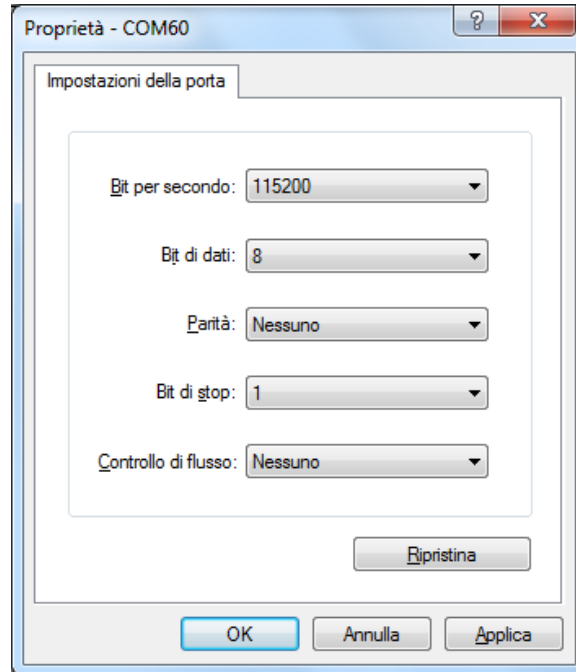 Proprietà - COM60
Impostazioni della porta
Bit per secondo: 115200
Bit di dati: 8
Parità: Nessuno
Bit di stop: 1
Controllo di flusso: Nessuno
Ripristina
OK Annulla Applica